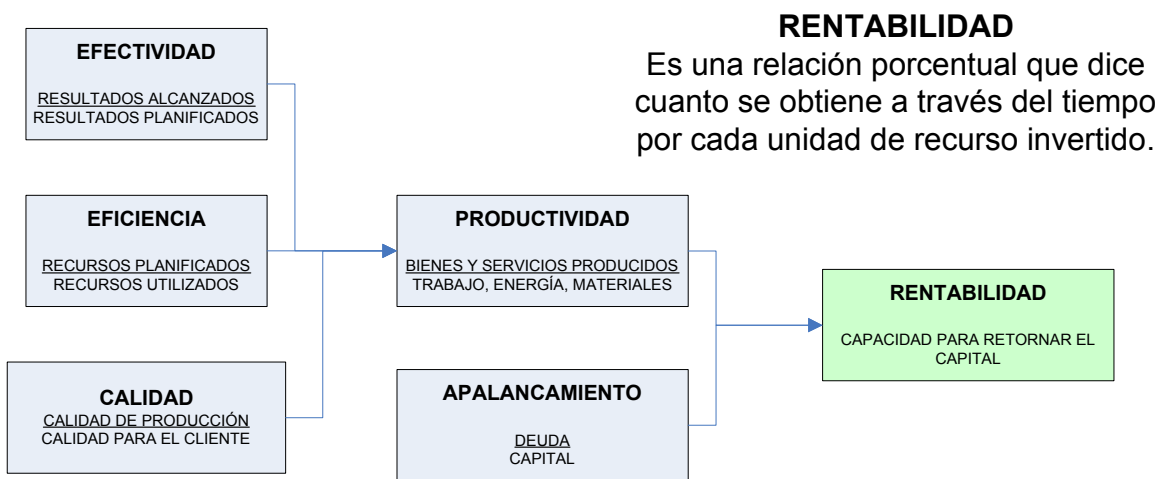 RENTABILIDAD
Es una relación porcentual que dice
cuanto se obtiene a través del tiempo
por cada unidad de recurso invertido.
EFECTIVIDAD
RESULTADOS ALCANZADOS
RESULTADOS PLANIFICADOS
EFICIENCIA
RECURSOS PLANIFICADOS
RECURSOS UTILIZADOS
CALIDAD
CALIDAD DE PRODUCCIÓN
CALIDAD PARA EL CLIENTE
PRODUCTIVIDAD
BIENES Y SERVICIOS PRODUCIDOS
TRABAJO, ENERGÍA, MATERIALES
APALANCAMIENTO
DEUDA
CAPITAL
RENTABILIDAD
CAPACIDAD PARA RETORNAR EL
CAPITAL